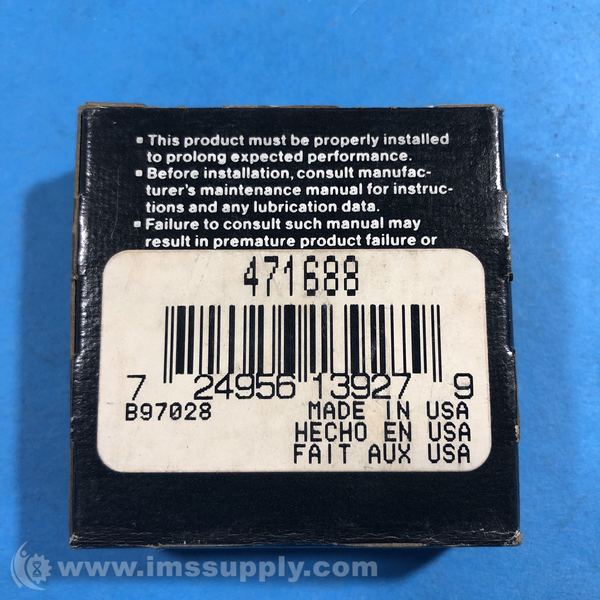 ▪ This product must be properly installed
to prolong expected performance.
▪ Before installation, consult manufac-
turer's maintenance manual for instruc-
tions and any lubrication data.
▪ Failure to consult such manual may
result in premature product failure or
471688
7 24956 13927 9
B97028 MADE IN USA
HECHO EN USA
FAIT AUX USA
www.imssupply.com